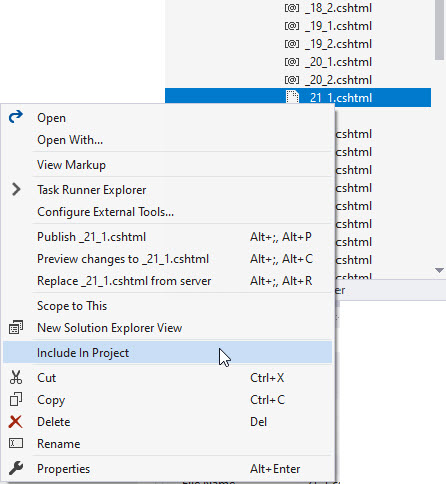 _18_2.cshtml
_19_1.cshtml
_19_2.cshtml
_20_1.cshtml
_20_2.cshtml
_21_1.cshtml
Open
Open With...
View Markup
Task Runner Explorer
Configure External Tools...
Publish _21_1.cshtml Alt+;, Alt+P
Preview changes to _21_1.cshtml Alt+;, Alt+C
Replace _21_1.cshtml from server Alt+;, Alt+R
Scope to This
New Solution Explorer View
Include In Project
Cut Ctrl+X
Copy Ctrl+C
Delete Del
Rename
Properties Alt+Enter
.cshtml
.cshtml
.cshtml
.cshtml
.cshtml
.cshtml
.cshtml
.cshtml